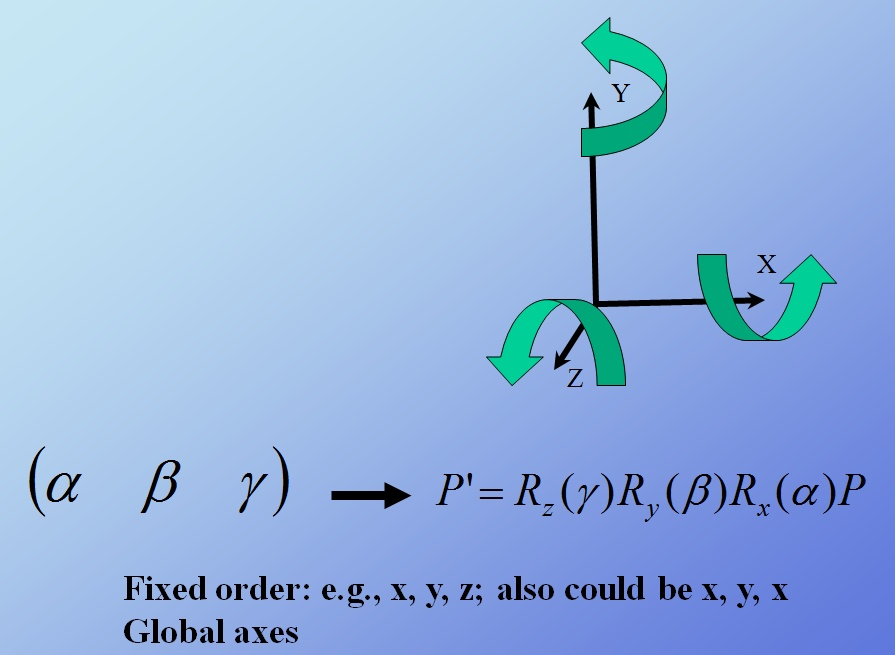 Y
X
Z
(α β γ) → P'= R_z(γ)R_y(β)R_x(α)P
Fixed order: e.g., x, y, z; also could be x, y, x
Global axes